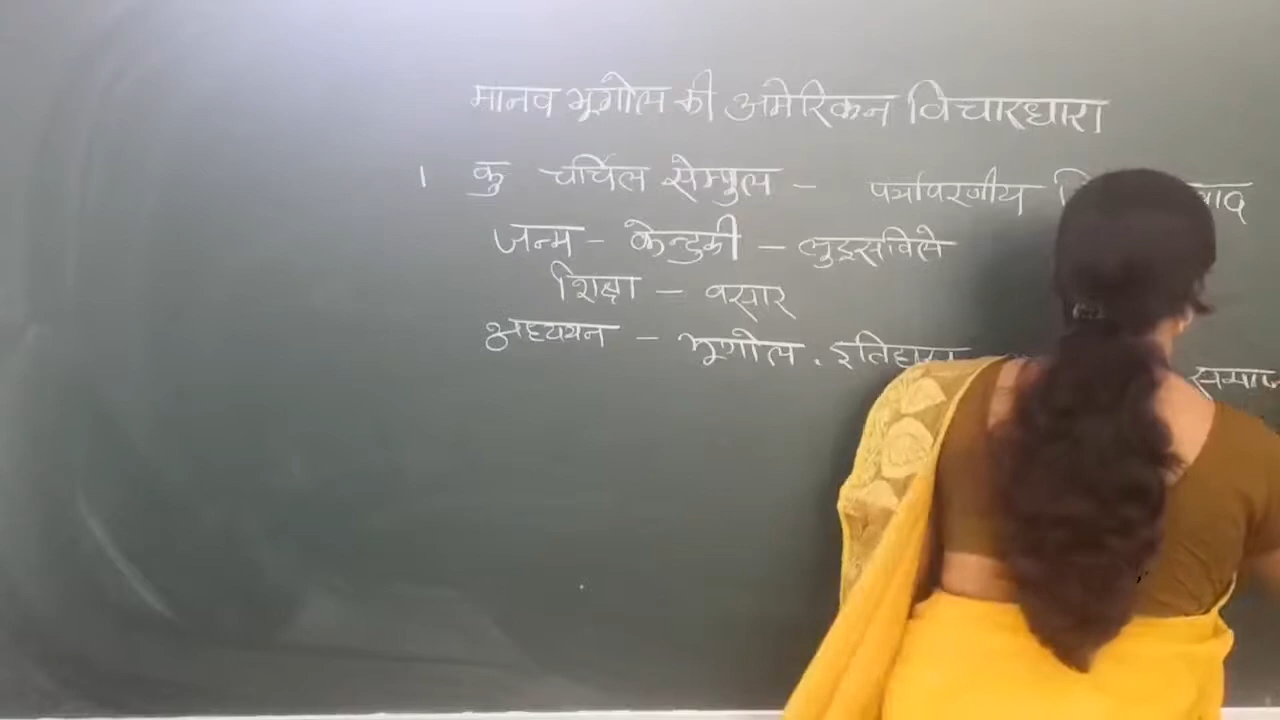 मानव भूगोल की अमेरिकन विचारधारा
1 कु चर्चिल सेम्पुल - पर्यावरणीय
जन्म - केन्टुकी - लुइसविले
शिक्षा - वसार
अध्ययन - भूगोल . इतिहास